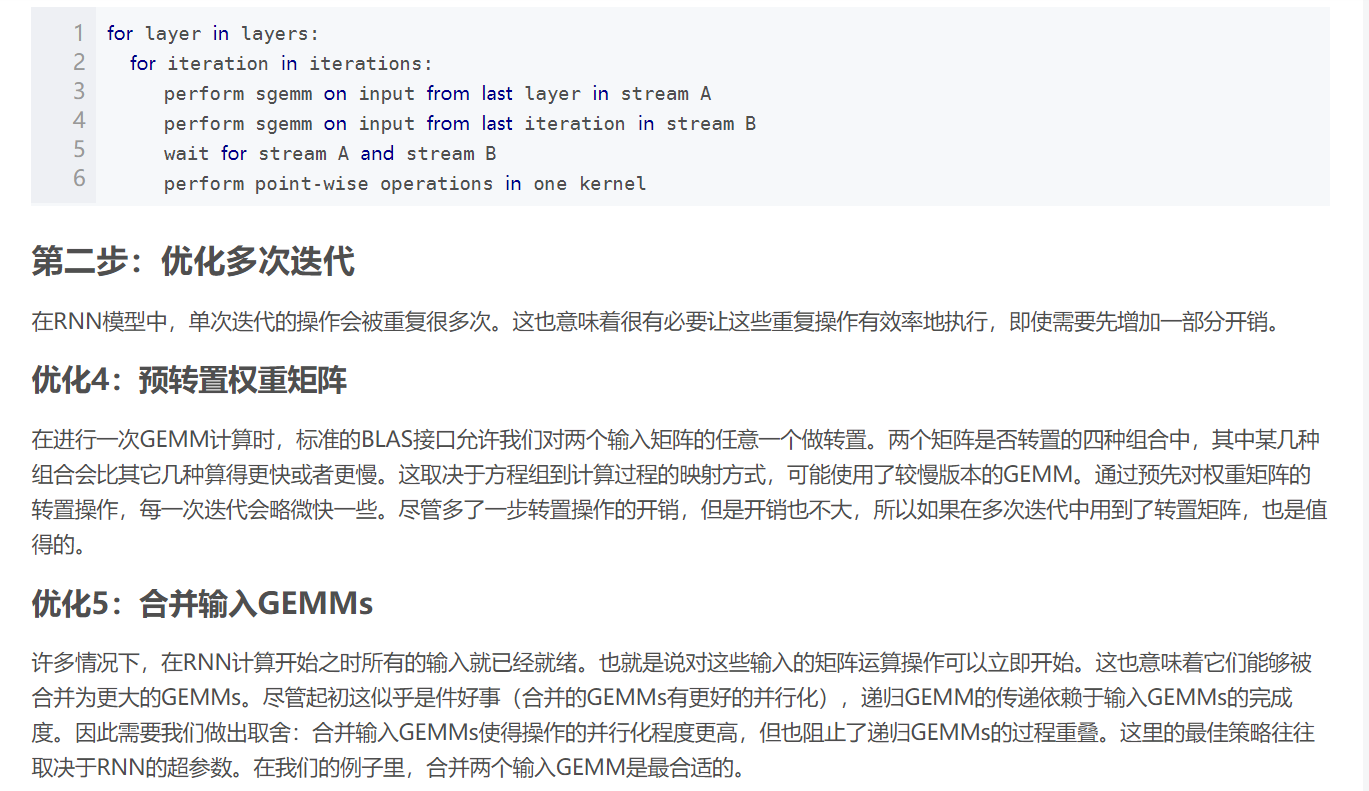 1 for layer in layers:
2 for iteration in iterations:
3 perform sgemm on input from last layer in stream A
4 perform sgemm on input from last iteration in stream B
5 wait for stream A and stream B
6 perform point-wise operations in one kernel
第二步：优化多次迭代
在RNN模型中，单次迭代的操作会被重复很多次。这也意味着很有必要让这些重复操作有效率地执行，即使需要先增加一部分开销。
优化4：预转置权重矩阵
在进行一次GEMM计算时，标准的BLAS接口允许我们对两个输入矩阵的任意一个做转置。两个矩阵是否转置的四种组合中，其中某几种
组合会比其它几种算得更快或者更慢。这取决于方程组到计算过程的映射方式，可能使用了较慢版本的GEMM。通过预先对权重矩阵的
转置操作，每一次迭代会略微快一些。尽管多了一步转置操作的开销，但是开销也不大，所以如果在多次迭代中用到了转置矩阵，也是值
得的。
优化5：合并输入GEMMs
许多情况下，在RNN计算开始之时所有的输入就已经就绪。也就是说对这些输入的矩阵运算操作可以立即开始。这也意味着它们能够被
合并为更大的GEMMs。尽管起初这似乎是件好事（合并的GEMMs有更好的并行化），递归GEMM的传递依赖于输入GEMMs的完成
度。因此需要我们做出取舍：合并输入GEMMs使得操作的并行化程度更高，但也阻止了递归GEMMs的过程重叠。这里的最佳策略往往
取决于RNN的超参数。在我们的例子里，合并两个输入GEMM是最合适的。